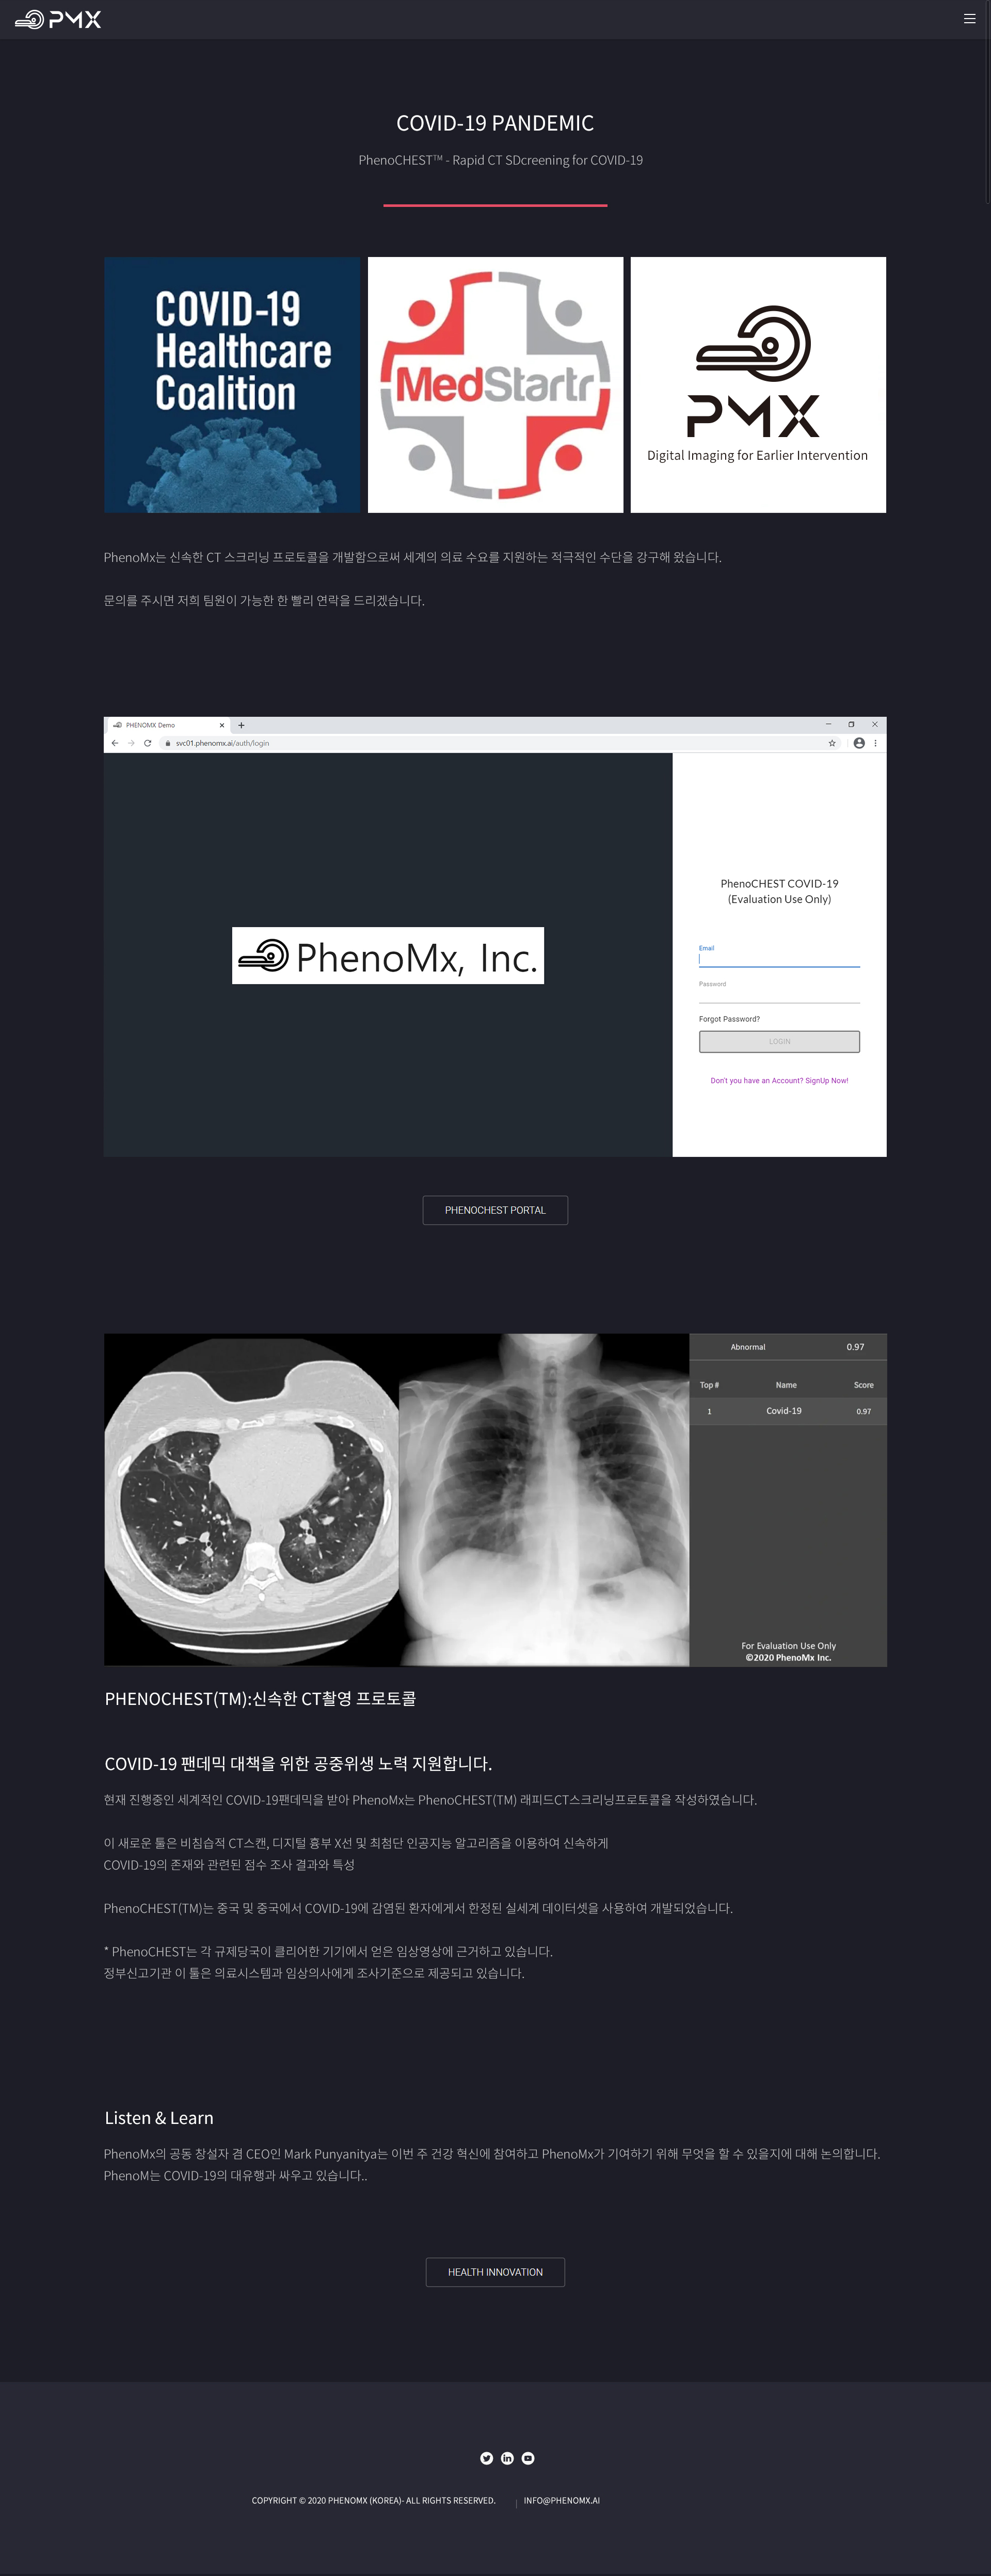 PMX
COVID-19 PANDEMIC
PhenoCHEST™ - Rapid CT SDcreening for COVID-19
COVID-19
Healthcare
Coalition
MedStartr
PMX
Digital Imaging for Earlier Intervention
PhenoMx는 신속한 CT 스크리닝 프로토콜을 개발함으로써 세계의 의료 수요를 지원하는 적극적인 수단을 강구해 왔습니다.
문의를 주시면 저희 팀원이 가능한 한 빨리 연락을 드리겠습니다.
PHENOMX Demo
svc01.phenomx.ai/auth/login
PhenoMx, Inc.
PhenoCHEST COVID-19
(Evaluation Use Only)
Email
Password
Forgot Password?
LOGIN
Don't you have an Account? SignUp Now!
PHENOCHEST PORTAL
Abnormal 0.97
Top # Name Score
1 Covid-19 0.97
For Evaluation Use Only
©2020 PhenoMx Inc.
PHENOCHEST(TM):신속한 CT촬영 프로토콜
COVID-19 팬데믹 대책을 위한 공중위생 노력 지원합니다.
현재 진행중인 세계적인 COVID-19팬데믹을 받아 PhenoMx는 PhenoCHEST(TM) 래피드CT스크리닝프로토콜을 작성하였습니다.
이 새로운 툴은 비침습적 CT스캔, 디지털 흉부 X선 및 최첨단 인공지능 알고리즘을 이용하여 신속하게
COVID-19의 존재와 관련된 점수 조사 결과와 특성
PhenoCHEST(TM)는 중국 및 중국에서 COVID-19에 감염된 환자에게서 한정된 실세계 데이터셋을 사용하여 개발되었습니다.
* PhenoCHEST는 각 규제당국이 클리어한 기기에서 얻은 임상영상에 근거하고 있습니다.
정부신고기관 이 툴은 의료시스템과 임상의사에게 조사기준으로 제공되고 있습니다.
Listen & Learn
PhenoMx의 공동 창설자 겸 CEO인 Mark Punyanitya는 이번 주 건강 혁신에 참여하고 PhenoMx가 기여하기 위해 무엇을 할 수 있을지에 대해 논의합니다.
PhenoM는 COVID-19의 대유행과 싸우고 있습니다..
HEALTH INNOVATION
COPYRIGHT © 2020 PHENOMX (KOREA)- ALL RIGHTS RESERVED. | INFO@PHENOMX.AI